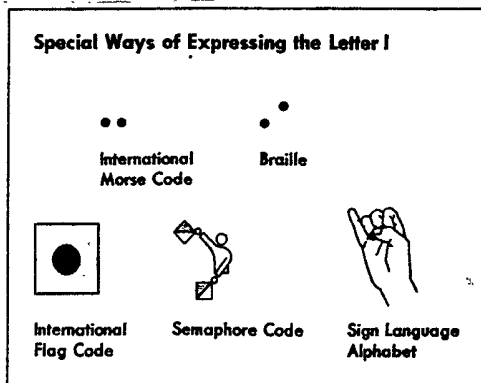 Special Ways of Expressing the Letter I
International
Morse Code
Braille
International
Flag Code
Semaphore Code
Sign Language
Alphabet